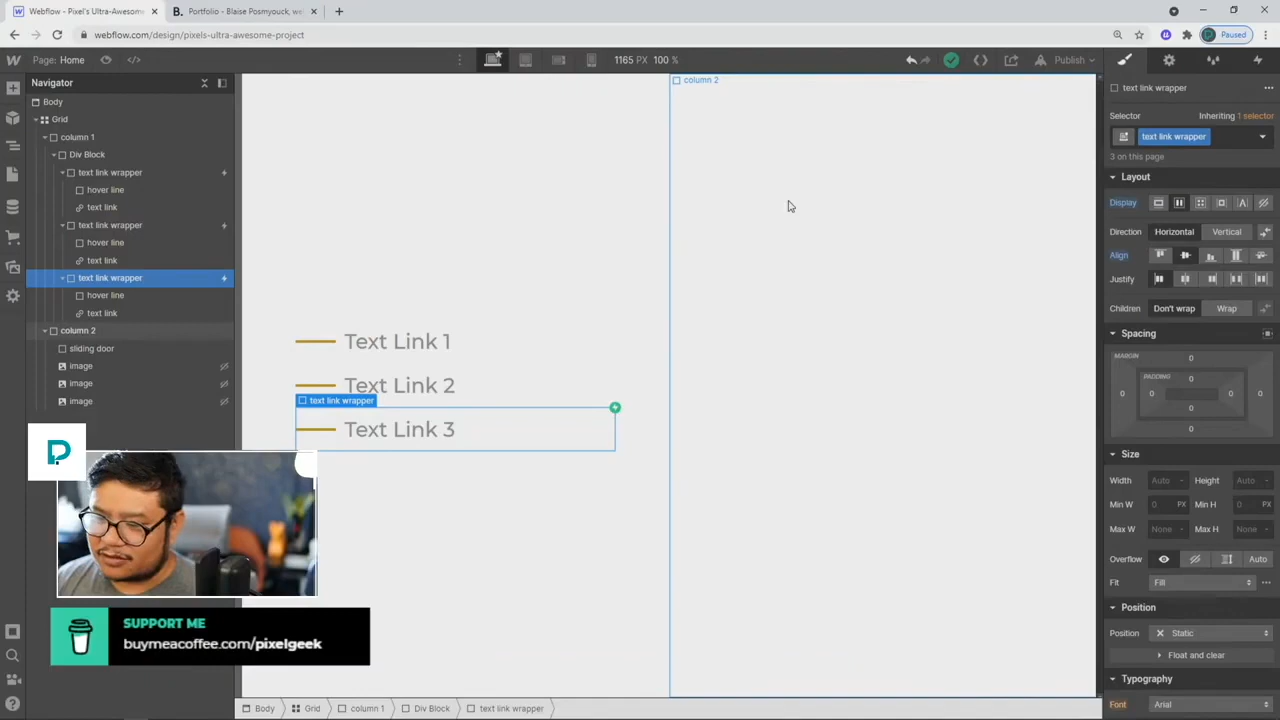 Webflow - Pixel's Ultra-Awesome
Portfolio - Blaise Posmyouck, we
webflow.com/design/pixels-ultra-awesome-project
Paused
Page: Home
1165 PX 100 %
Publish
Navigator
Body
Grid
column 1
Div Block
text link wrapper
hover line
text link
text link wrapper
hover line
text link
text link wrapper
hover line
text link
column 2
sliding door
image
image
image
column 2
Text Link 1
Text Link 2
text link wrapper
Text Link 3
SUPPORT ME
buymeacoffee.com/pixelgeek
Body Grid column 1 Div Block text link wrapper
text link wrapper
Selector Inheriting 1 selector
text link wrapper
3 on this page
Layout
Display
Direction Horizontal Vertical
Align
Justify
Children Don't wrap Wrap
Spacing
MARGIN 0
PADDING 0
0 0 0 0
0
0
Size
Width Auto - Height Auto -
Min W 0 PX Min H 0 PX
Max W None - Max H None -
Overflow Auto
Fit Fill
Position
Position Static
Float and clear
Typography
Font Arial